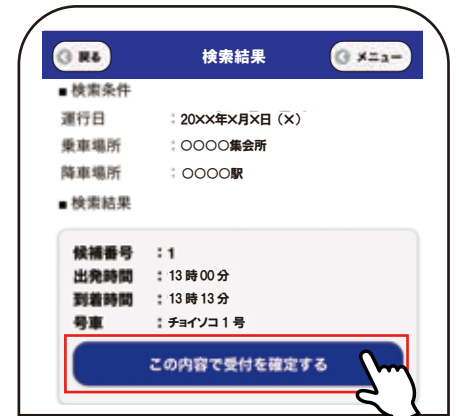 戻る
検索結果
メニュー
■検索条件
運行日 : 20××年×月×日（×）
乗車場所 : ○○○○集会所
降車場所 : ○○○○駅
■検索結果
候補番号 : 1
出発時間 : 13時00分
到着時間 : 13時13分
号車 : チョイソコ1号
この内容で受付を確定する